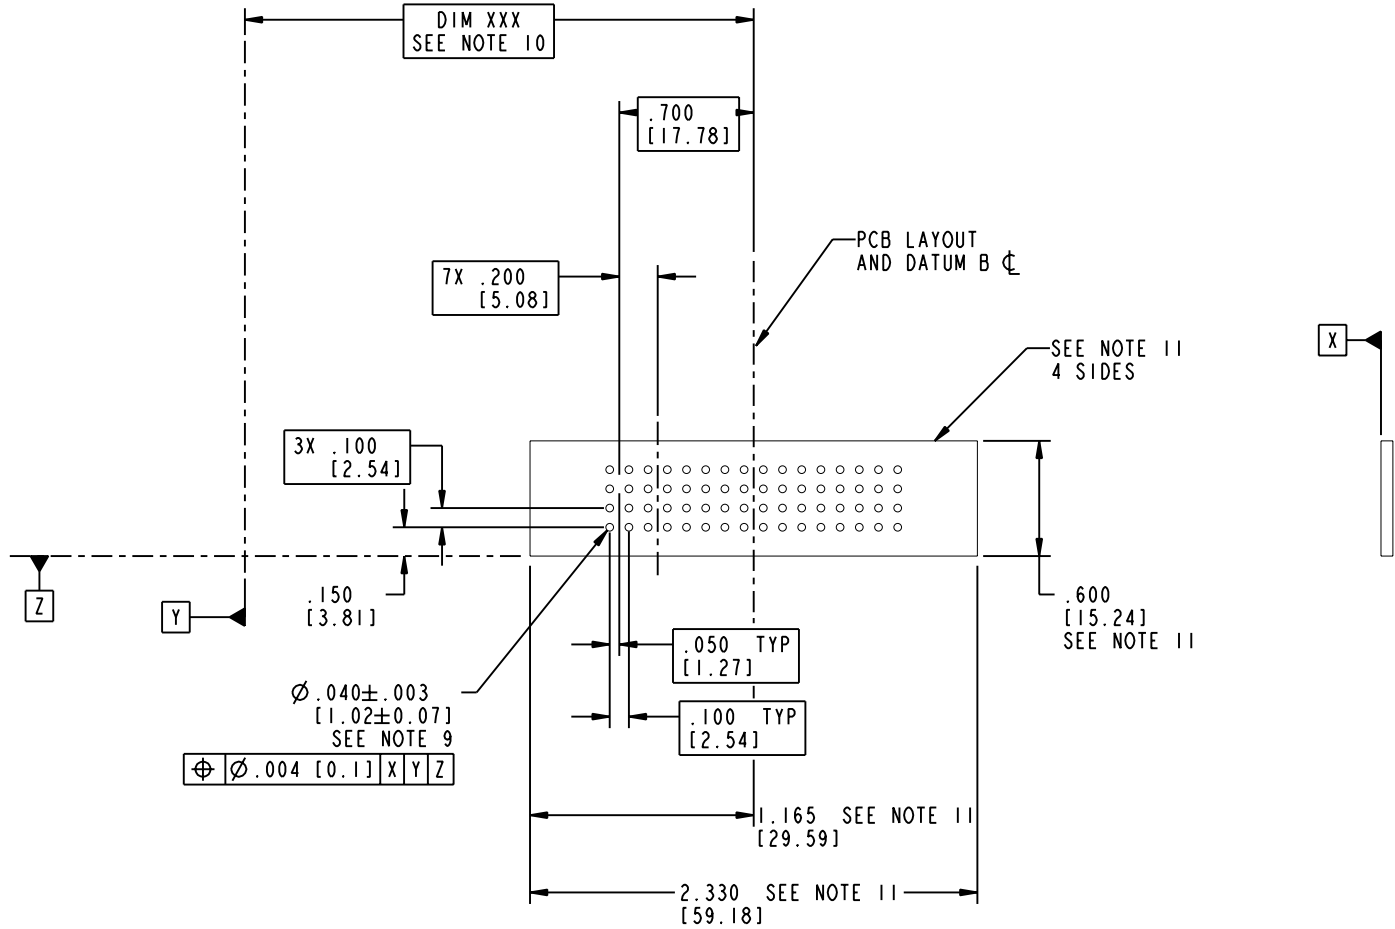 DIM XXX
SEE NOTE 10
.700
[17.78]
PCB LAYOUT
AND DATUM B ℄
7X .200
[5.08]
X
SEE NOTE 11
4 SIDES
3X .100
[2.54]
Z
Y
.150
[3.81]
.600
[15.24]
SEE NOTE 11
.050 TYP
[1.27]
Ø.040±.003
[1.02±0.07]
SEE NOTE 9
⌖ Ø.004 [0.1] X Y Z
.100 TYP
[2.54]
1.165 SEE NOTE 11
[29.59]
2.330 SEE NOTE 11
[59.18]